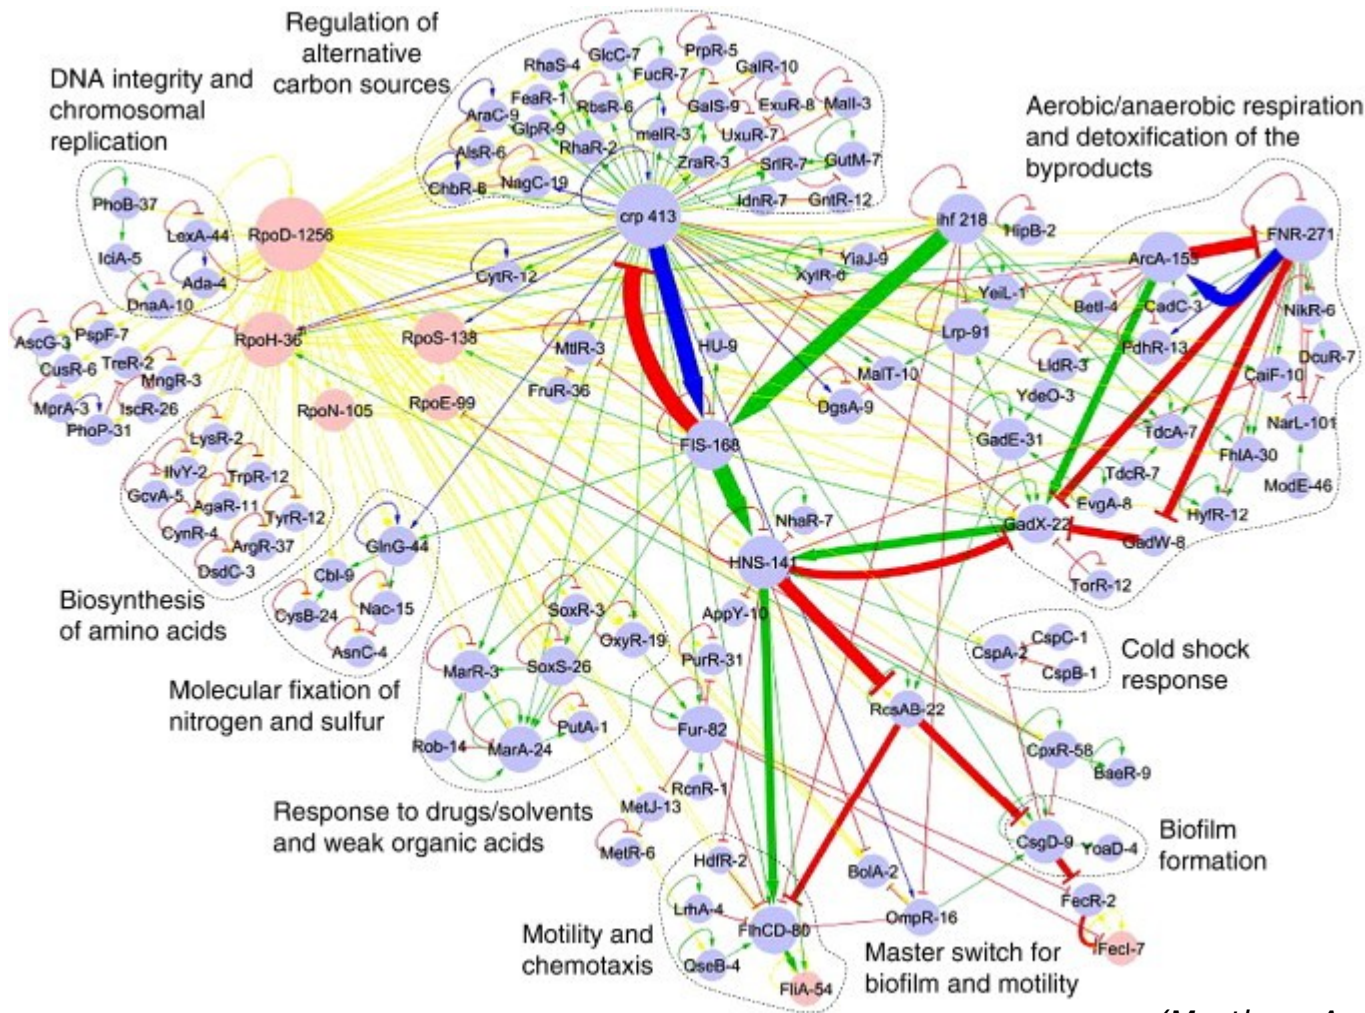 Regulation of
alternative
carbon sources
DNA integrity and
chromosomal
replication
Aerobic/anaerobic respiration
and detoxification of the
byproducts
RhaS-4
GlcC-7
PrpR-5
FucR-7
GalR-10
FeaR-1
RbsR-6
GalS-9
ExuR-8
MalI-3
AraC-9
GlpR-9
melR-3
UxuR-7
AlsR-6
RhaR-2
ZraR-3
SrlR-7
GutM-7
ChbR-8
NagC-19
IdnR-7
GntR-12
PhoB-37
LexA-44
IciA-5
Ada-4
DnaA-10
RpoD-1256
crp 413
ihf 218
HipB-2
FNR-271
ArcA-155
CytR-12
XylR-6
YiaJ-9
YeiL-1
BetI-4
CadC-3
NikR-6
AscG-3
PspF-7
RpoH-36
RpoS-138
MtlR-3
HU-9
Lrp-91
PdhR-13
LldR-3
DcuR-7
CusR-6
TreR-2
MngR-3
MalT-10
CaiF-10
MprA-3
IscR-26
PhoP-31
RpoN-105
RpoE-99
FruR-36
DgsA-9
YdeO-3
NarL-101
FIS-168
GadE-31
TdcA-7
FhlA-30
LysR-2
IlvY-2
TrpR-12
GcvA-5
AgaR-11
TyrR-12
CynR-4
ArgR-37
DsdC-3
TdcR-7
ModE-46
EvgA-8
HyfR-12
NhaR-7
GadX-22
GadW-8
GlnG-44
HNS-141
TorR-12
Cbl-9
CysB-24
Nac-15
AsnC-4
Biosynthesis
of amino acids
SoxR-3
OxyR-19
AppY-10
PurR-31
CspC-1
CspA-2
CspB-1
Cold shock
response
Molecular fixation of
nitrogen and sulfur
MarR-3
SoxS-26
PutA-1
Rob-14
MarA-24
Fur-82
RcsAB-22
CpxR-58
BaeR-9
RcnR-1
MetJ-13
MetR-6
Response to drugs/solvents
and weak organic acids
HdfR-2
BolA-2
CsgD-9
YoaD-4
Biofilm
formation
LrhA-4
FlhCD-80
OmpR-16
FecR-2
FecI-7
QseB-4
FliA-54
Motility and
chemotaxis
Master switch for
biofilm and motility